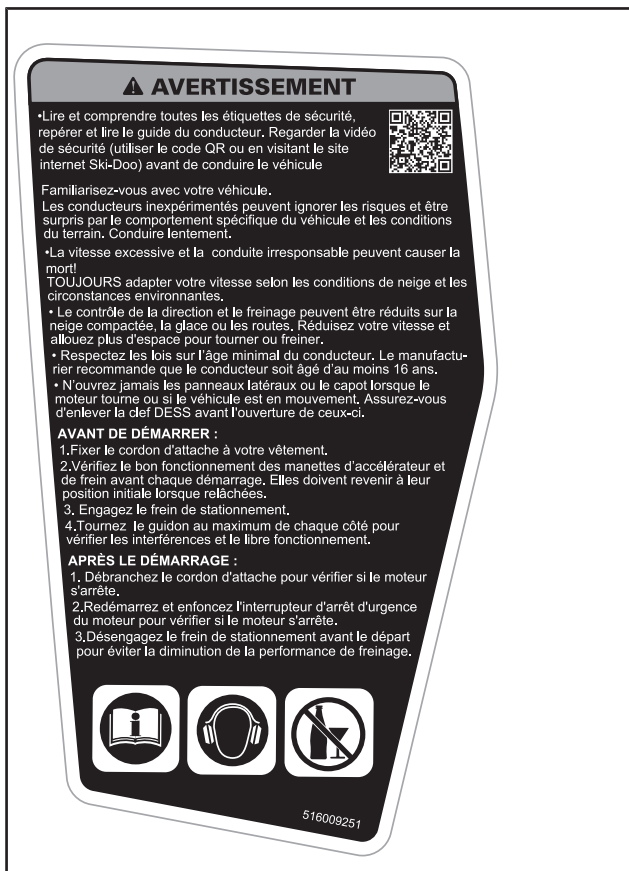 AVERTISSEMENT
•Lire et comprendre toutes les étiquettes de sécurité,
repérer et lire le guide du conducteur. Regarder la vidéo
de sécurité (utiliser le code QR ou en visitant le site
internet Ski-Doo) avant de conduire le véhicule
Familiarisez-vous avec votre véhicule.
Les conducteurs inexpérimentés peuvent ignorer les risques et être
surpris par le comportement spécifique du véhicule et les conditions
du terrain. Conduire lentement.
•La vitesse excessive et la conduite irresponsable peuvent causer la
mort!
TOUJOURS adapter votre vitesse selon les conditions de neige et les
circonstances environnantes.
• Le contrôle de la direction et le freinage peuvent être réduits sur la
neige compactée, la glace ou les routes. Réduisez votre vitesse et
allouez plus d'espace pour tourner ou freiner.
• Respectez les lois sur l'âge minimal du conducteur. Le manufactu-
rier recommande que le conducteur soit âgé d'au moins 16 ans.
• N'ouvrez jamais les panneaux latéraux ou le capot lorsque le
moteur tourne ou si le véhicule est en mouvement. Assurez-vous
d'enlever la clef DESS avant l'ouverture de ceux-ci.
AVANT DE DÉMARRER :
1.Fixer le cordon d'attache à votre vêtement.
2.Vérifiez le bon fonctionnement des manettes d'accélérateur et
de frein avant chaque démarrage. Elles doivent revenir à leur
position initiale lorsque relâchées.
3. Engagez le frein de stationnement.
4.Tournez le guidon au maximum de chaque côté pour
vérifier les interférences et le libre fonctionnement.
APRÈS LE DÉMARRAGE :
1. Débranchez le cordon d'attache pour vérifier si le moteur
s'arrête.
2.Redémarrez et enfoncez l'interrupteur d'arrêt d'urgence
du moteur pour vérifier si le moteur s'arrête.
3.Désengagez le frein de stationnement avant le départ
pour éviter la diminution de la performance de freinage.
516009251